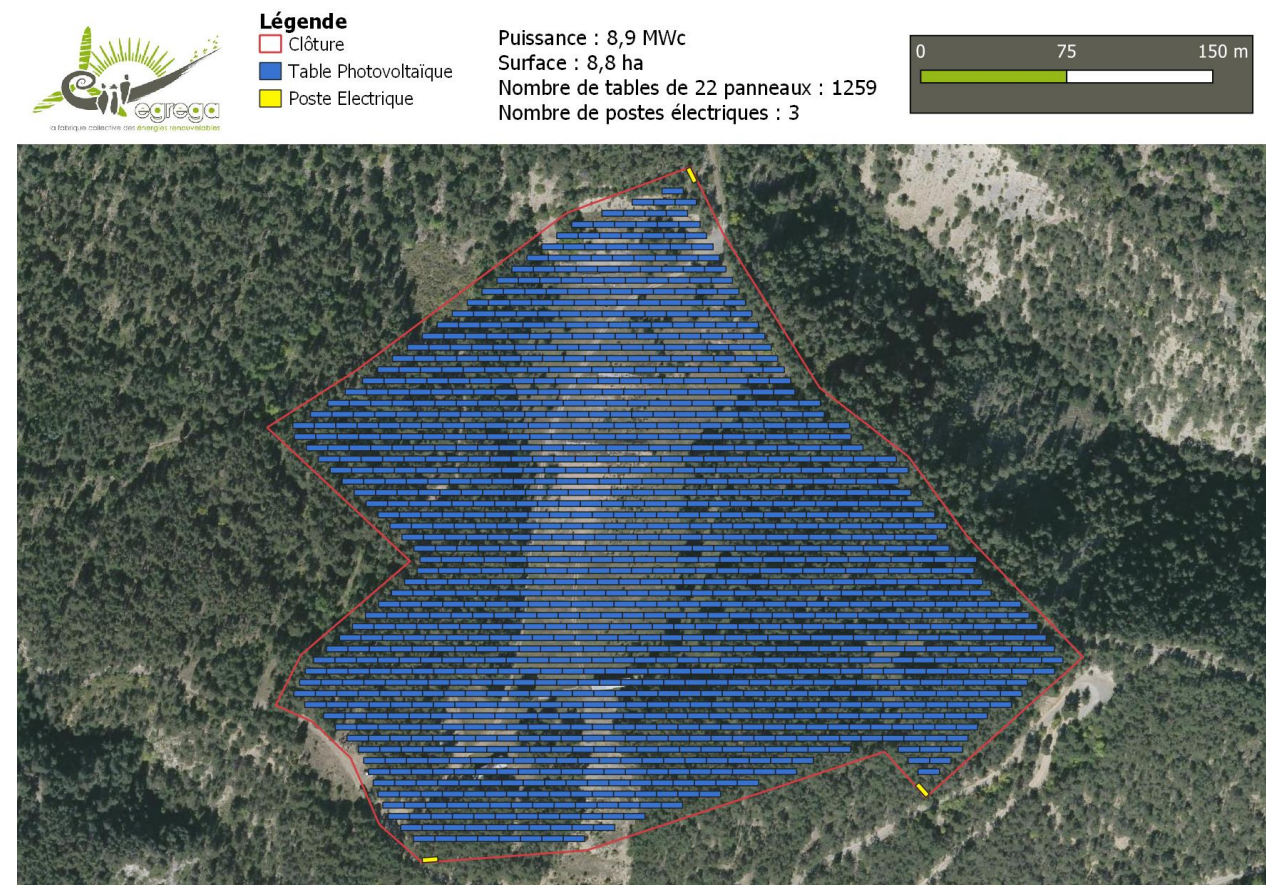 egrega
la fabrique collective des énergies renouvelables
Légende
Clôture
Table Photovoltaïque
Poste Electrique
Puissance : 8,9 MWc
Surface : 8,8 ha
Nombre de tables de 22 panneaux : 1259
Nombre de postes électriques : 3
0 75 150 m